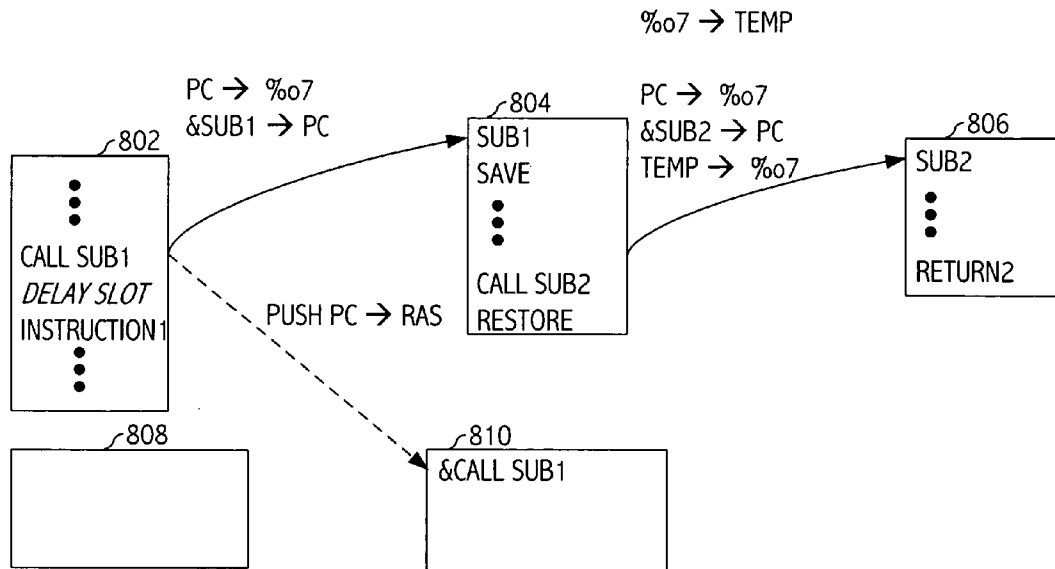 %o7 → TEMP
PC → %o7
&SUB1 → PC
PC → %o7
&SUB2 → PC
TEMP → %o7
802
CALL SUB1
DELAY SLOT
INSTRUCTION1
804
SUB1
SAVE
CALL SUB2
RESTORE
806
SUB2
RETURN2
PUSH PC → RAS
808
810
&CALL SUB1